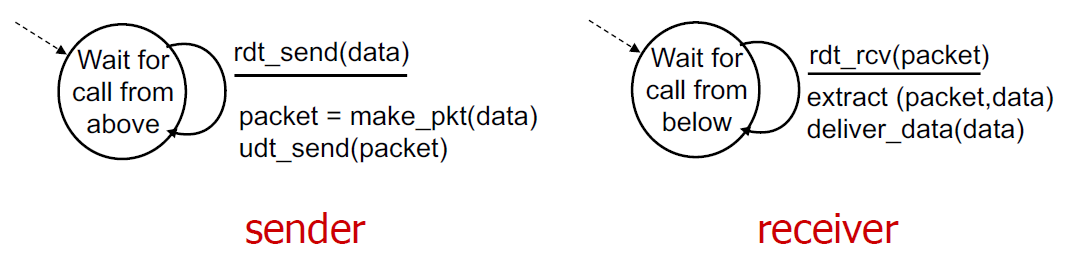 Wait for
call from
above
rdt_send(data)
packet = make_pkt(data)
udt_send(packet)
sender
Wait for
call from
below
rdt_rcv(packet)
extract (packet,data)
deliver_data(data)
receiver